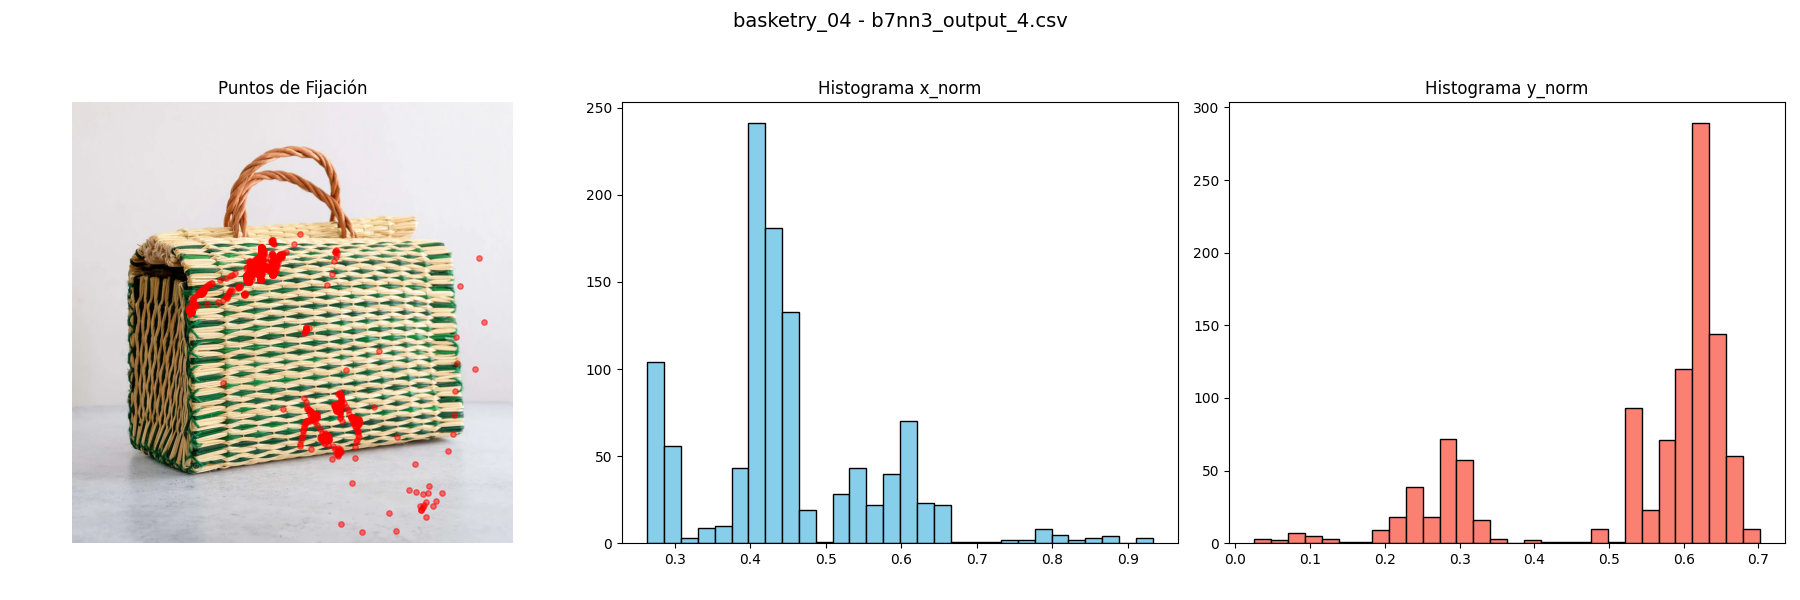 basketry_04 - b7nn3_output_4.csv
Puntos de Fijación
Histograma x_norm
Histograma y_norm
250
200
150
100
50
0
0.3 0.4 0.5 0.6 0.7 0.8 0.9
300
250
200
150
100
50
0
0.0 0.1 0.2 0.3 0.4 0.5 0.6 0.7